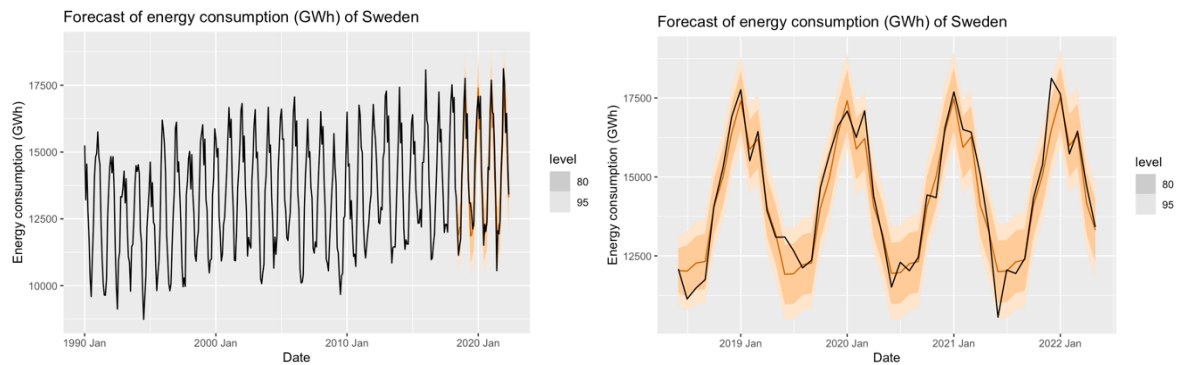 Forecast of energy consumption (GWh) of Sweden
Energy consumption (GWh)
17500
15000
12500
10000
1990 Jan
2000 Jan
2010 Jan
2020 Jan
Date
level
80
95
Forecast of energy consumption (GWh) of Sweden
Energy consumption (GWh)
17500
15000
12500
2019 Jan
2020 Jan
2021 Jan
2022 Jan
Date
level
80
95